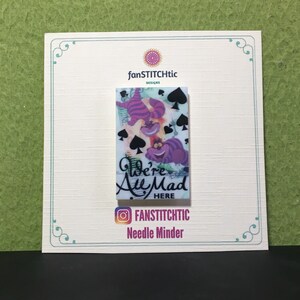 fanSTITCHtic
We're
All Mad
HERE
FANSTITCHTIC
Needle Minder